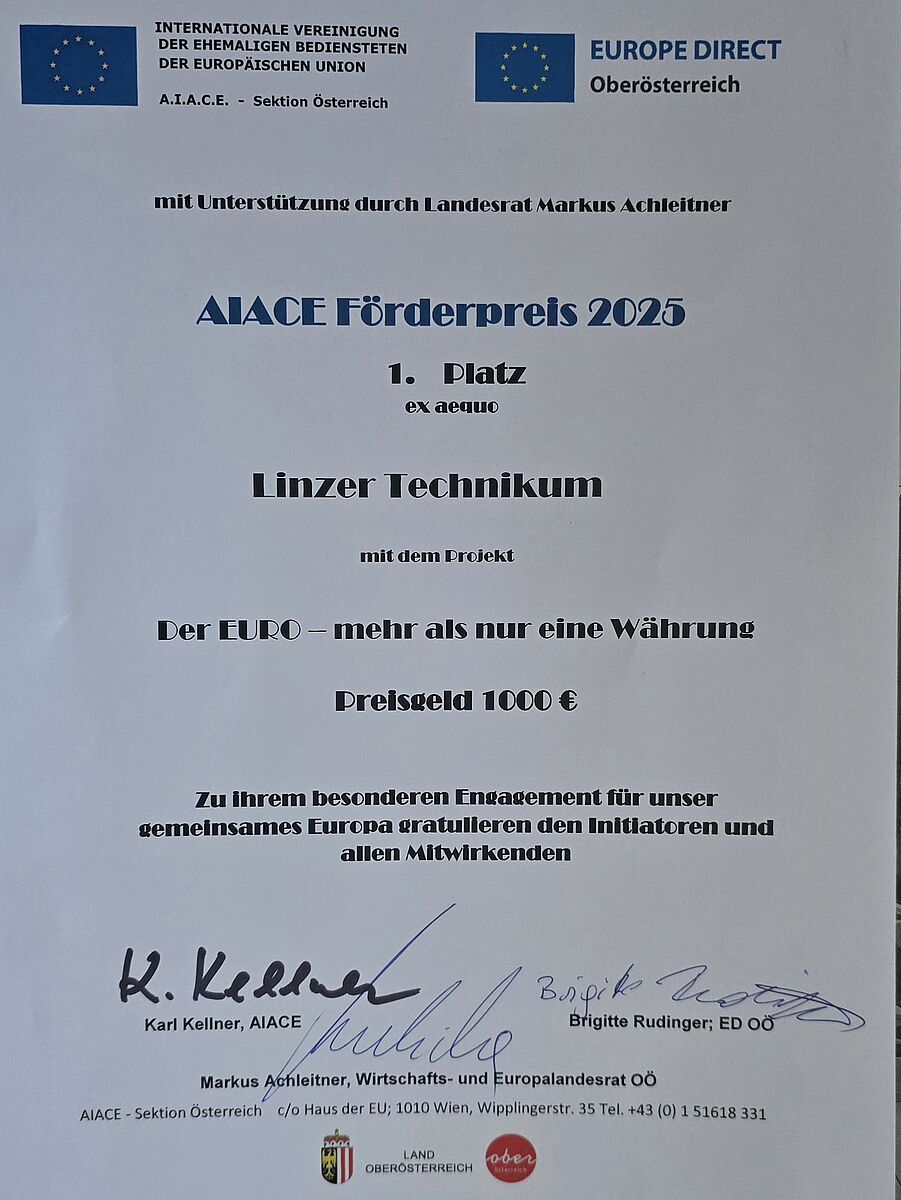 INTERNATIONALE VEREINIGUNG
DER EHEMALIGEN BEDIENSTETEN
DER EUROPÄISCHEN UNION
A.I.A.C.E. - Sektion Österreich
EUROPE DIRECT
Oberösterreich
mit Unterstützung durch Landesrat Markus Achleitner
AIACE Förderpreis 2025
1. Platz
ex aequo
Linzer Technikum
mit dem Projekt
Der EURO – mehr als nur eine Währung
Preisgeld 1000 €
Zu ihrem besonderen Engagement für unser
gemeinsames Europa gratulieren den Initiatoren und
allen Mitwirkenden
K. Kellner
Brigitte
Karl Kellner, AIACE
Brigitte Rudinger; ED OÖ
Markus Achleitner, Wirtschafts- und Europalandesrat OÖ
AIACE - Sektion Österreich c/o Haus der EU; 1010 Wien, Wipplingerstr. 35 Tel. +43 (0) 1 51618 331
LAND
OBERÖSTERREICH
ober
österreich